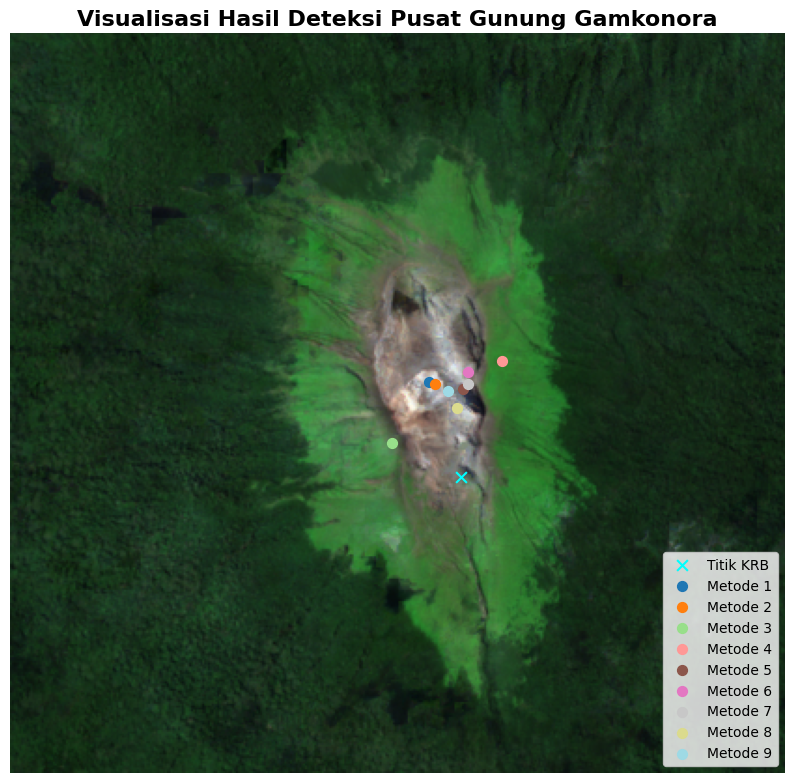 Visualisasi Hasil Deteksi Pusat Gunung Gamkonora
Titik KRB
Metode 1
Metode 2
Metode 3
Metode 4
Metode 5
Metode 6
Metode 7
Metode 8
Metode 9